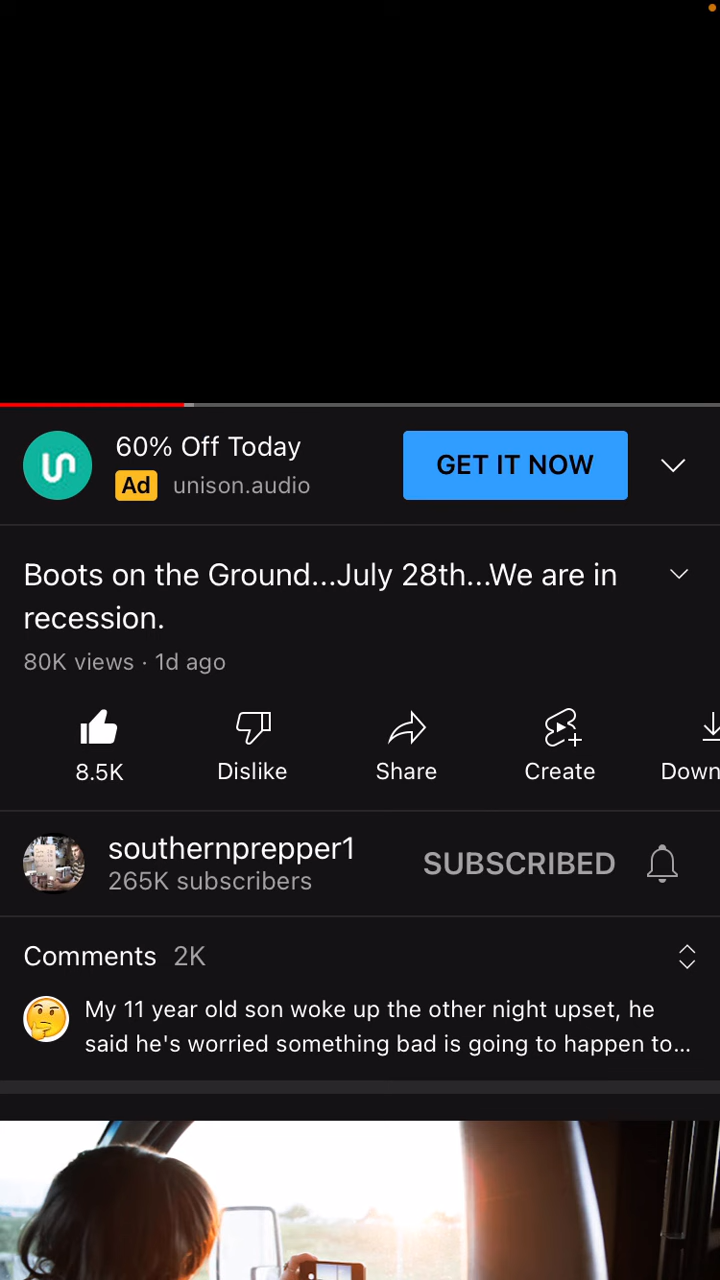 60% Off Today
Ad unison.audio
GET IT NOW
Boots on the Ground...July 28th...We are in
recession.
80K views · 1d ago
8.5K
Dislike
Share
Create
Down
southernprepper1
265K subscribers
SUBSCRIBED
Comments 2K
My 11 year old son woke up the other night upset, he
said he's worried something bad is going to happen to...